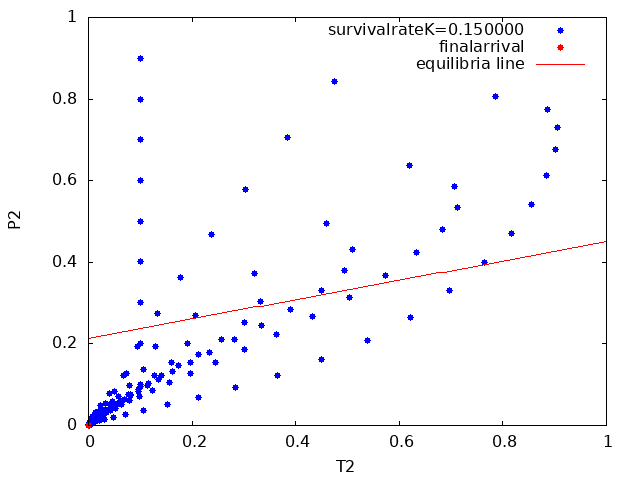 survivalrateK=0.150000
finalarrival
equilibria line
1
0.8
0.6
0.4
0.2
0
P2
0 0.2 0.4 0.6 0.8 1
T2